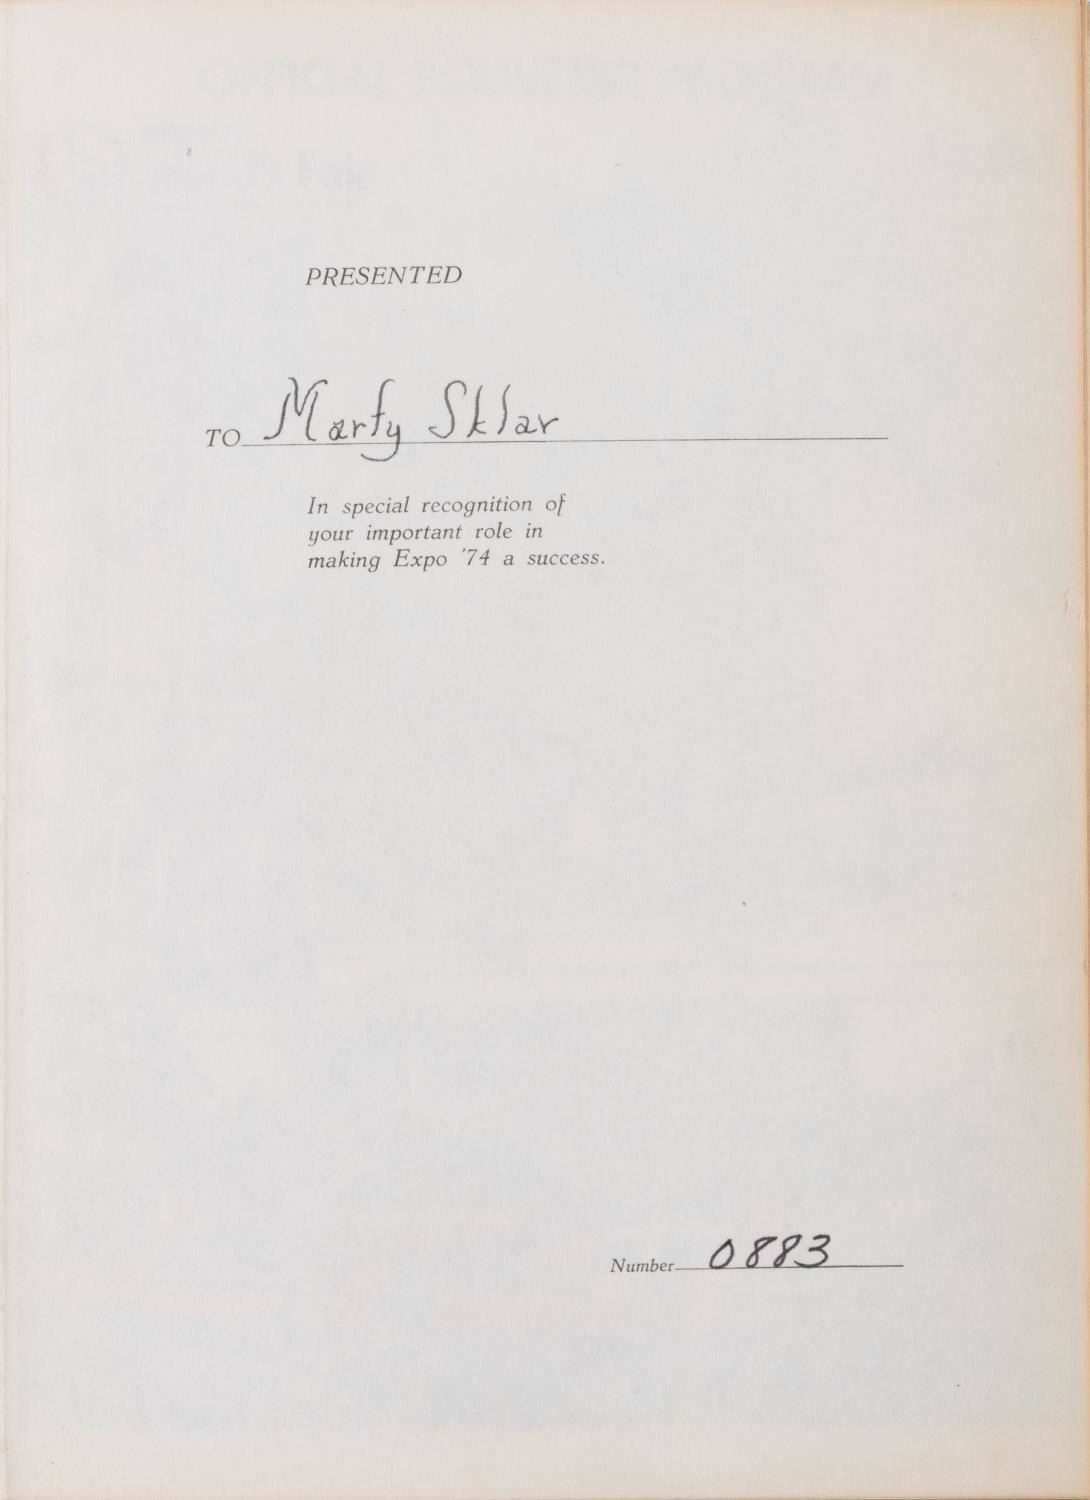 PRESENTED
TO Marty Sklar
In special recognition of
your important role in
making Expo '74 a success.
Number 0883